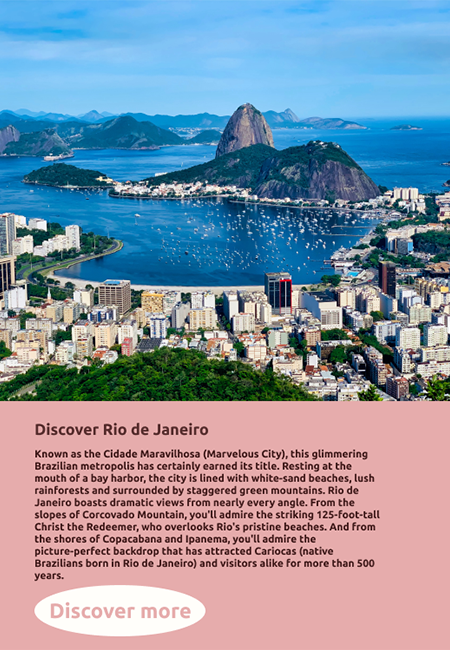 Discover Rio de Janeiro
Known as the Cidade Maravilhosa (Marvelous City), this glimmering
Brazilian metropolis has certainly earned its title. Resting at the
mouth of a bay harbor, the city is lined with white-sand beaches, lush
rainforests and surrounded by staggered green mountains. Rio de
Janeiro boasts dramatic views from nearly every angle. From the
slopes of Corcovado Mountain, you'll admire the striking 125-foot-tall
Christ the Redeemer, who overlooks Rio's pristine beaches. And from
the shores of Copacabana and Ipanema, you'll admire the
picture-perfect backdrop that has attracted Cariocas (native
Brazilians born in Rio de Janeiro) and visitors alike for more than 500
years.
Discover more